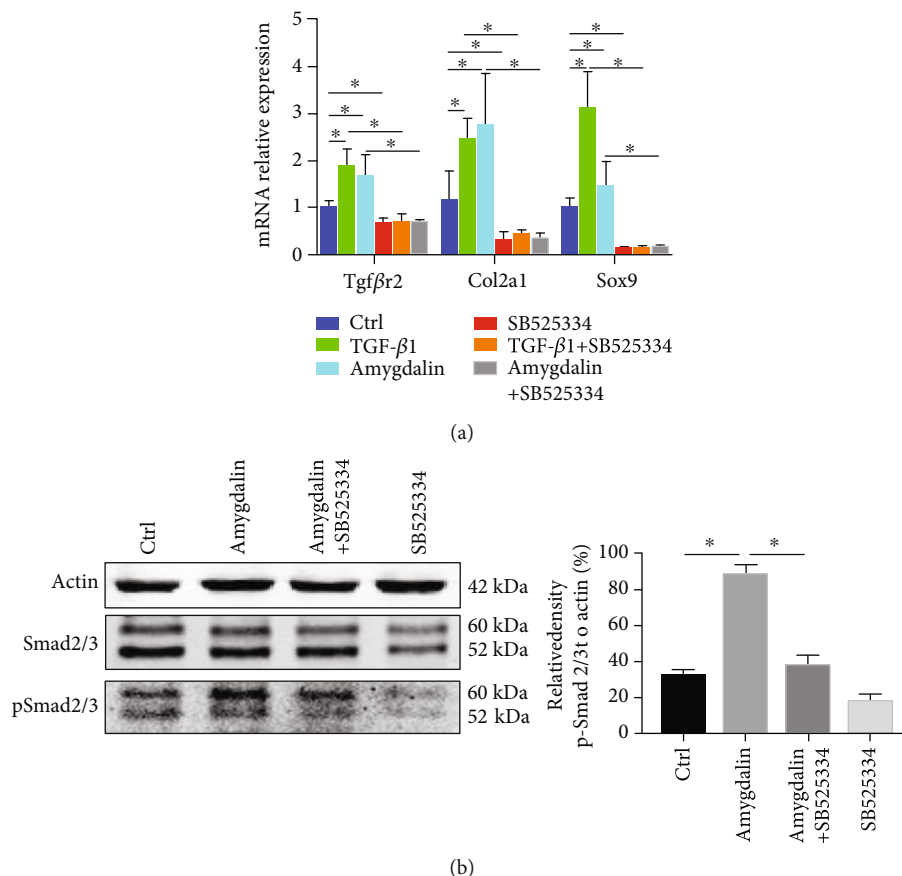 5
4
3
2
1
0
mRNA relative expression
* * * * *
* * * * *
* * * * *
Tgfβr2 Col2a1 Sox9
Ctrl SB525334
TGF-β1 TGF-β1+SB525334
Amygdalin Amygdalin
+SB525334
(a)
Ctrl
Amygdalin
Amygdalin
+SB525334
SB525334
Actin 42 kDa
Smad2/3 60 kDa
52 kDa
pSmad2/3 60 kDa
52 kDa
Relativedensity
p-Smad 2/3t o actin (%)
100
80
60
40
20
0
* *
Ctrl
Amygdalin
Amygdalin
+SB525334
SB525334
(b)